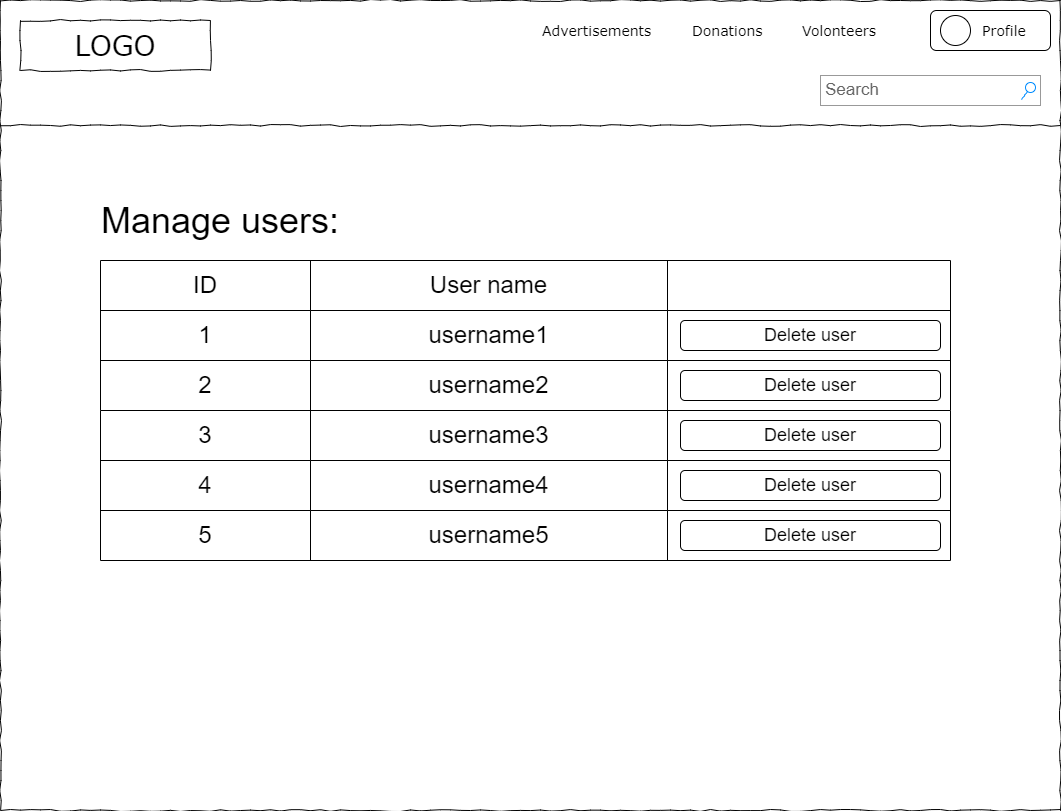 LOGO
Advertisements Donations Volonteers Profile
Search
Manage users:
ID User name
1 username1 Delete user
2 username2 Delete user
3 username3 Delete user
4 username4 Delete user
5 username5 Delete user